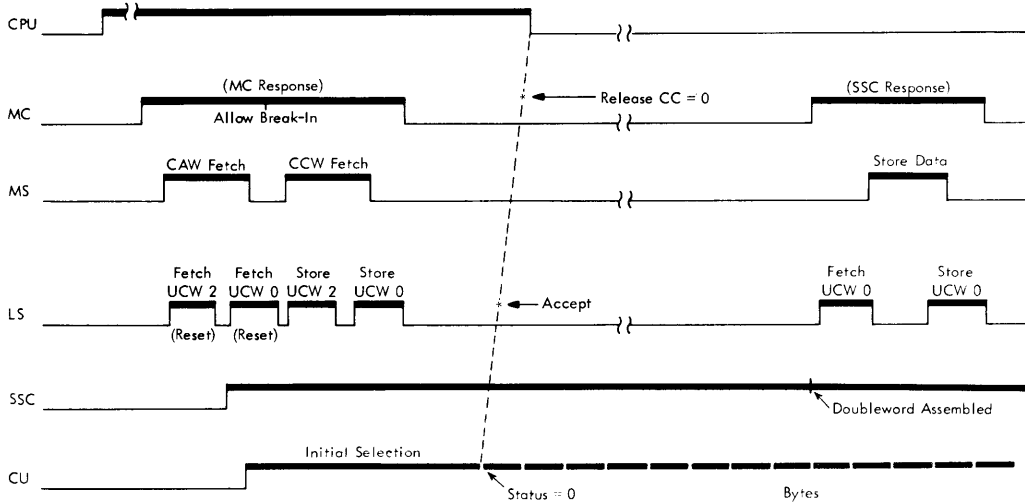 CPU
(MC Response)
(SSC Response)
Release CC = 0
MC
Allow Break-In
CAW Fetch
CCW Fetch
Store Data
MS
Fetch
UCW 2
Fetch
UCW 0
Store
UCW 2
Store
UCW 0
Fetch
UCW 0
Store
UCW 0
Accept
LS
(Reset)
(Reset)
SSC
Doubleword Assembled
Initial Selection
CU
Status = 0
Bytes